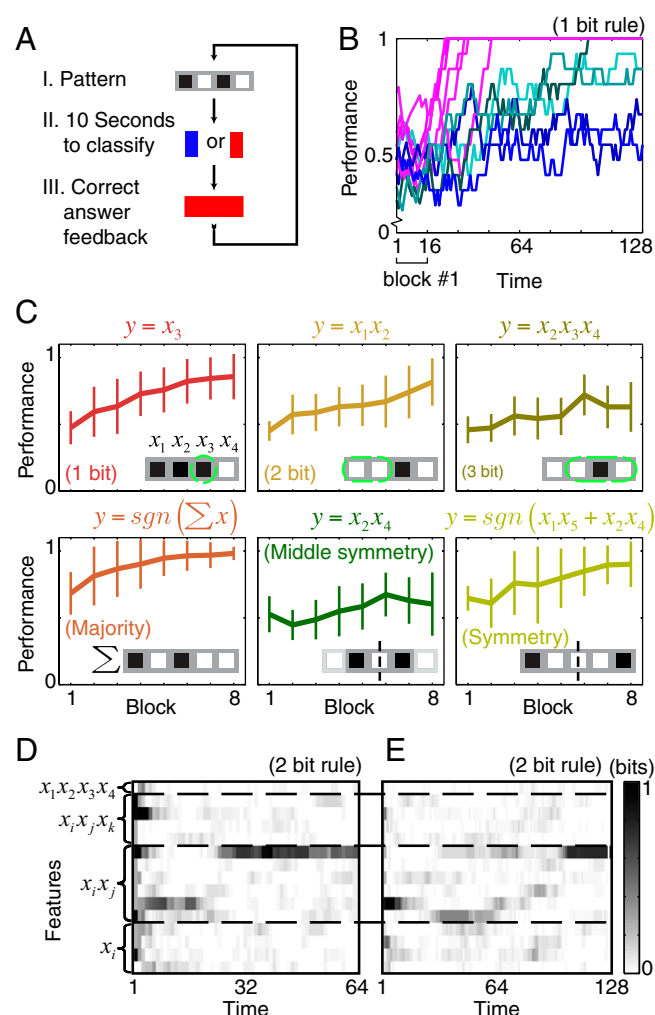 A
I. Pattern
II. 10 Seconds
to classify
or
III. Correct
answer
feedback
B
(1 bit rule)
Performance
1
0.5
0
1 16 64 128
block #1 Time
C
y = x₃
y = x₁x₂
y = x₂x₃x₄
Performance
1
0
x₁ x₂ x₃ x₄
(1 bit)
(2 bit)
(3 bit)
y = sgn (∑ x)
y = x₂x₄
y = sgn (x₁x₅ + x₂x₄)
Performance
1
0
(Majority)
∑
(Middle symmetry)
(Symmetry)
1 8
1 8
1 8
Block
Block
Block
D
(2 bit rule)
E
(2 bit rule)
(bits)
1
0
Features
x₁x₂x₃x₄
xᵢxⱼxₖ
xᵢxⱼ
xᵢ
1 32 64
Time
1 64 128
Time